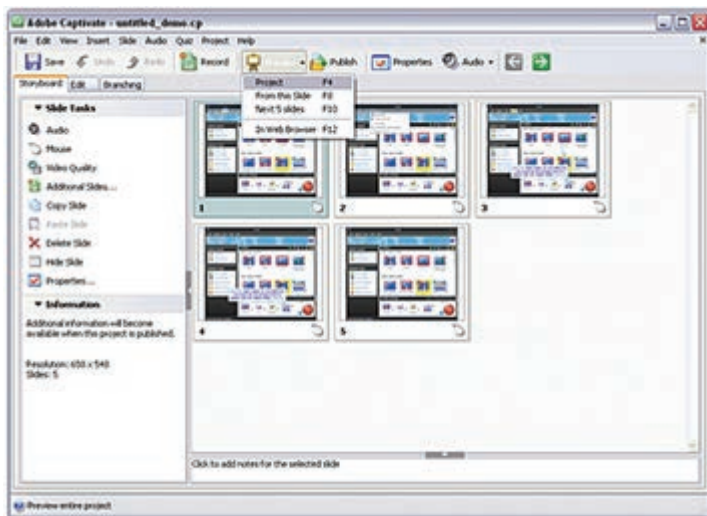 Adobe Captivate - untitled_demo.cp
File Edit View Insert Slide Audio Quiz Project Help
Save Undo Redo Record Publish Properties Audio
Storyboard Edit Branching
Project F4
From this Slide F8
Next 5 slides F10
In Web Browser F12
Slide Tasks
Audio
Mouse
Video Quality
Additional Slides...
Copy Slide
Paste Slide
Delete Slide
Hide Slide
Properties...
Information
Additional information will become
available when this project is published.
Resolution: 650 x 540
Slides: 5
1
2
3
4
5
Click to add notes for the selected slide
Preview entire project